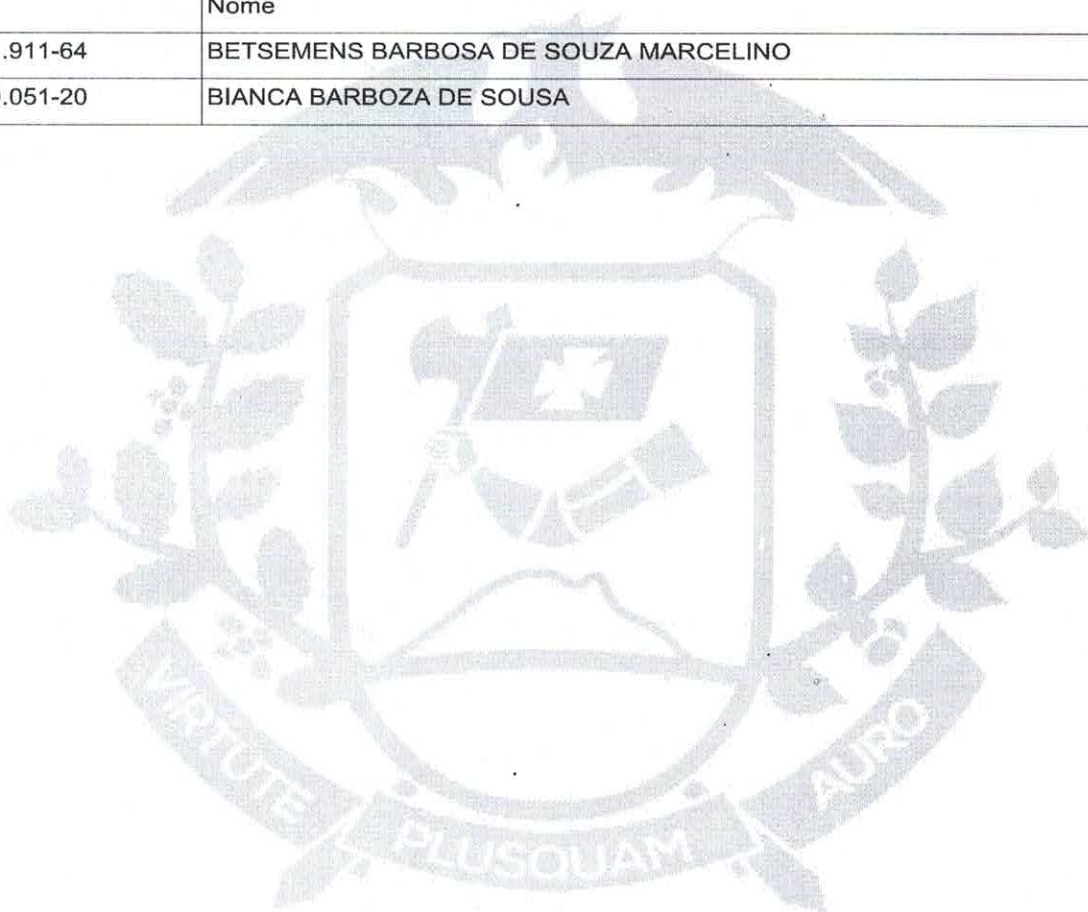 Nome
.911-64 BETSEMENS BARBOSA DE SOUZA MARCELINO
.051-20 BIANCA BARBOZA DE SOUSA
VIRTUTE PLUSQUAM AURO